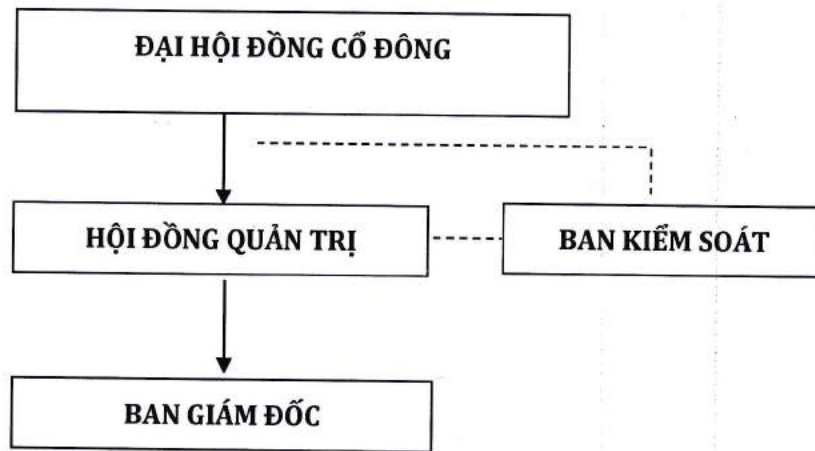 ĐẠI HỘI ĐỒNG CỔ ĐÔNG
HỘI ĐỒNG QUẢN TRỊ
BAN KIỂM SOÁT
BAN GIÁM ĐỐC